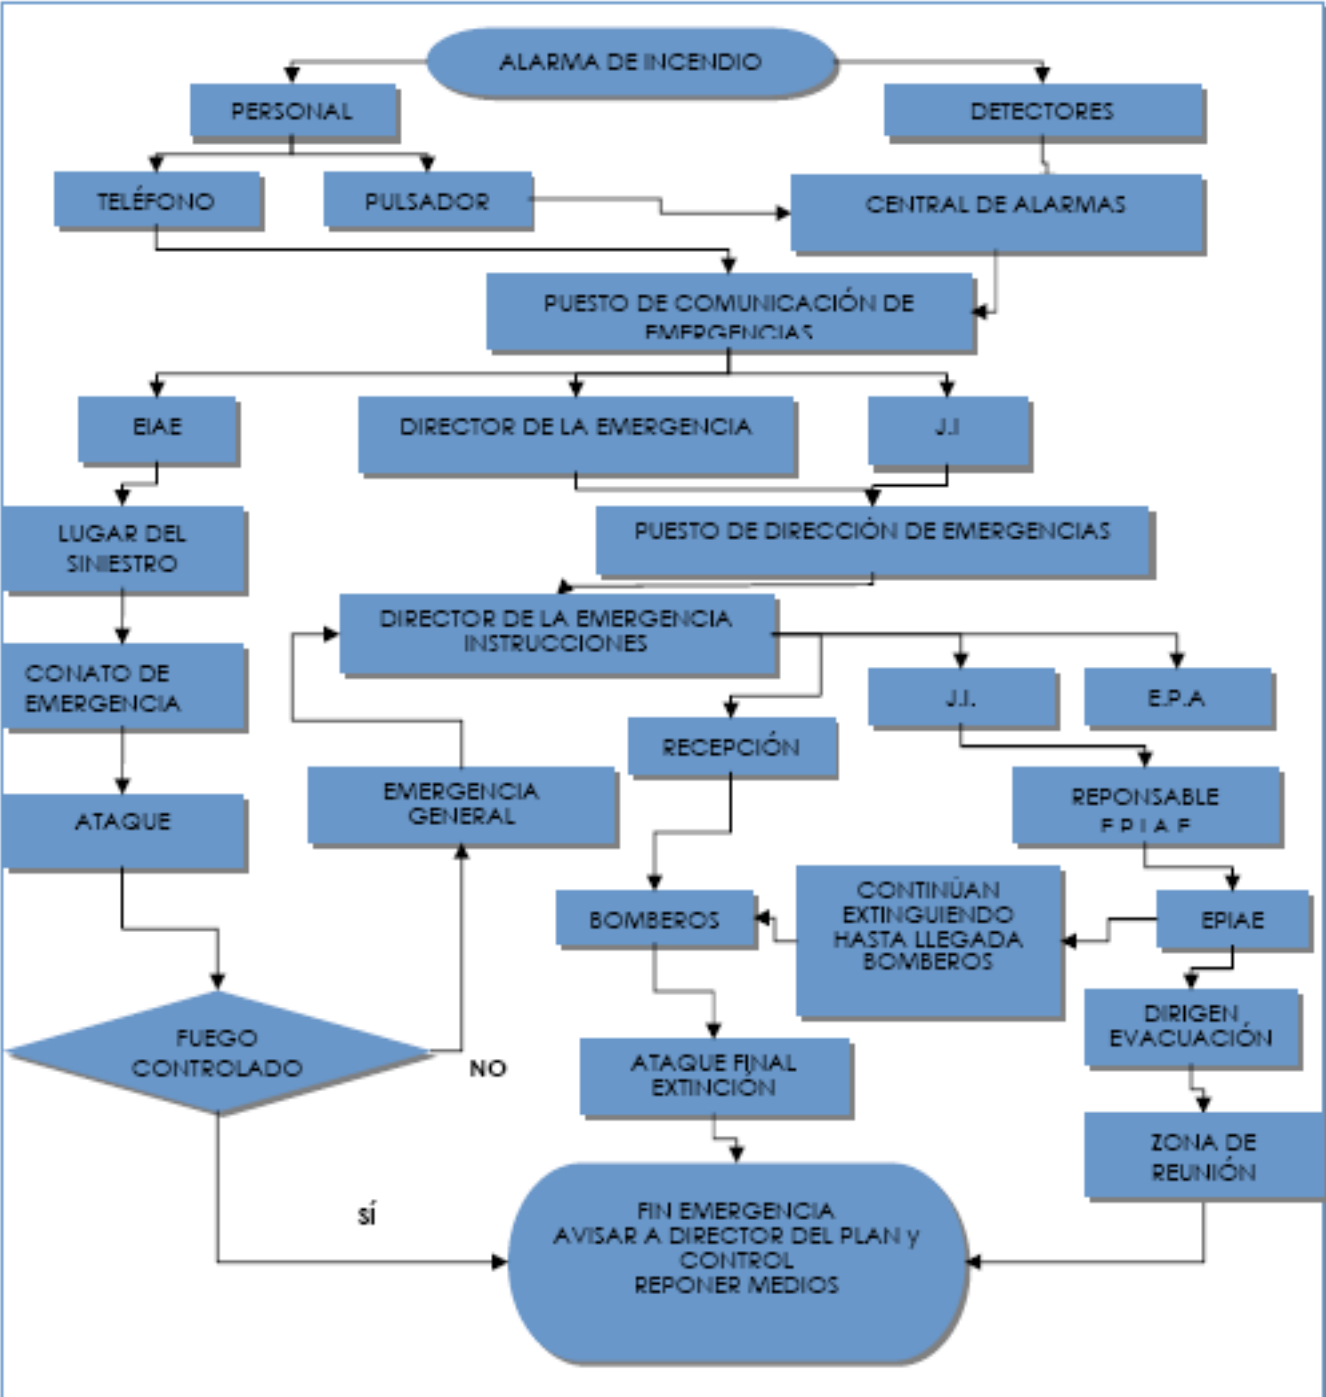 ALARMA DE INCENDIO
PERSONAL
DETECTORES
TELÉFONO
PULSADOR
CENTRAL DE ALARMAS
PUESTO DE COMUNICACIÓN DE
EMERGENCIAS
EIAE
DIRECTOR DE LA EMERGENCIA
J.I
LUGAR DEL
SINIESTRO
PUESTO DE DIRECCIÓN DE EMERGENCIAS
DIRECTOR DE LA EMERGENCIA
INSTRUCCIONES
CONATO DE
EMERGENCIA
J.I.
E.P.A
RECEPCIÓN
EMERGENCIA
GENERAL
REPONSABLE
ATAQUE
BOMBEROS
CONTINÚAN
EXTINGUIENDO
HASTA LLEGADA
BOMBEROS
EPIAE
DIRIGEN
EVACUACIÓN
FUEGO
CONTROLADO
NO
ATAQUE FINAL
EXTINCIÓN
ZONA DE
REUNIÓN
SÍ
FIN EMERGENCIA
AVISAR A DIRECTOR DEL PLAN y
CONTROL
REPONER MEDIOS